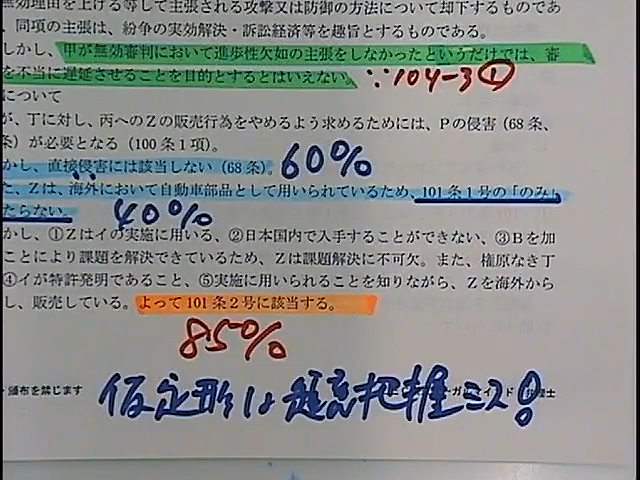 無効理由を上げる等して主張される攻撃又は防御の方法について却下するものであ
、同項の主旨は、紛争の実効解決・訴訟経済等を趣旨とするものである。
しかし、甲が無効審判において進歩性欠如の主張をしなかったというだけでは、審
を不当に遅延させることを目的とするとはいえない。
∵104-3①
について
が、丁に対し、丙へのZの販売行為をやめるよう求めるためには、Pの侵害（68条、
条）が必要となる（100条1項）。
かし、直接侵害には該当しない（68条）。
60%
た、Zは、海外において自動車部品として用いられているため、101条1号の「のみ」
たらない。
40%
かし、①Zはイの実施に用いる、②日本国内で入手することができない、③Bを加
ことにより課題を解決できているため、Zは課題解決に不可欠。また、権原なき丁
④イが特許発明であること、⑤実施に用いられることを知りながら、Zを海外から
し、販売している。よって101条2号に該当する。
85%
・頒布を禁じます
仮定形は題意把握ミス!
理士